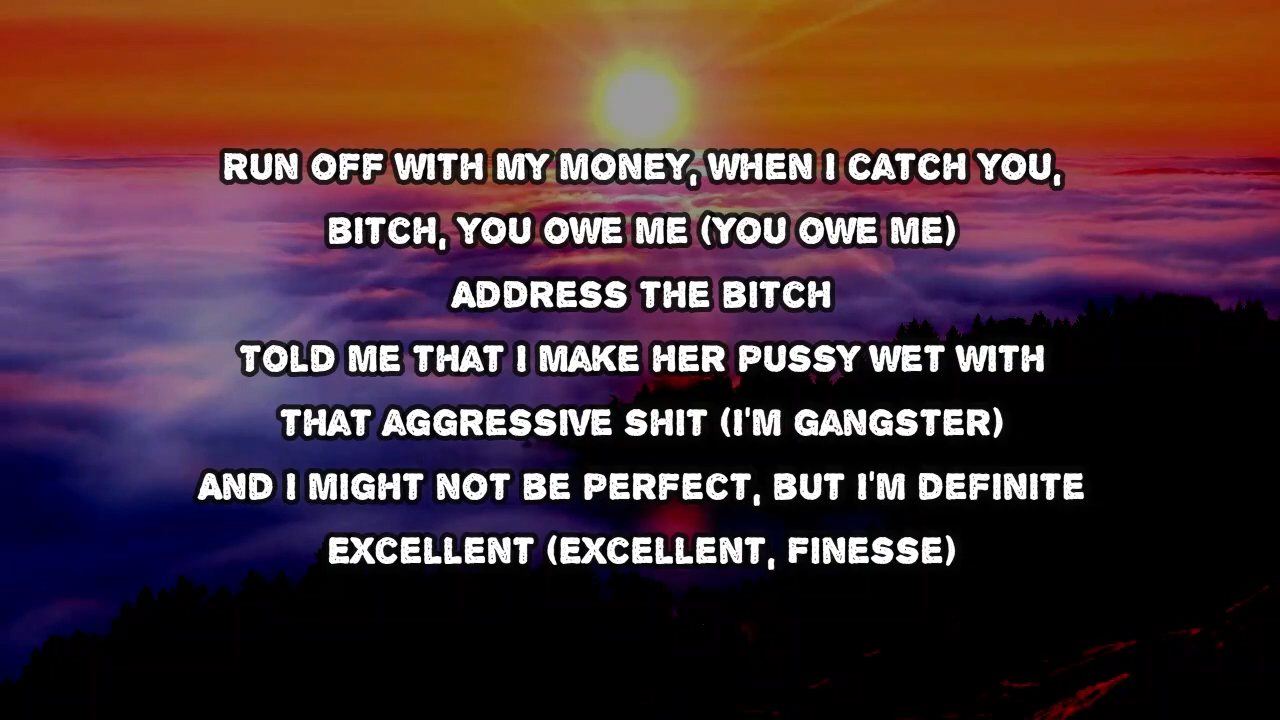 RUN OFF WITH MY MONEY, WHEN I CATCH YOU,
BITCH, YOU OWE ME (YOU OWE ME)
ADDRESS THE BITCH
TOLD ME THAT I MAKE HER PUSSY WET WITH
THAT AGGRESSIVE SHIT (I'M GANGSTER)
AND I MIGHT NOT BE PERFECT, BUT I'M DEFINITE
EXCELLENT (EXCELLENT, FINESSE)